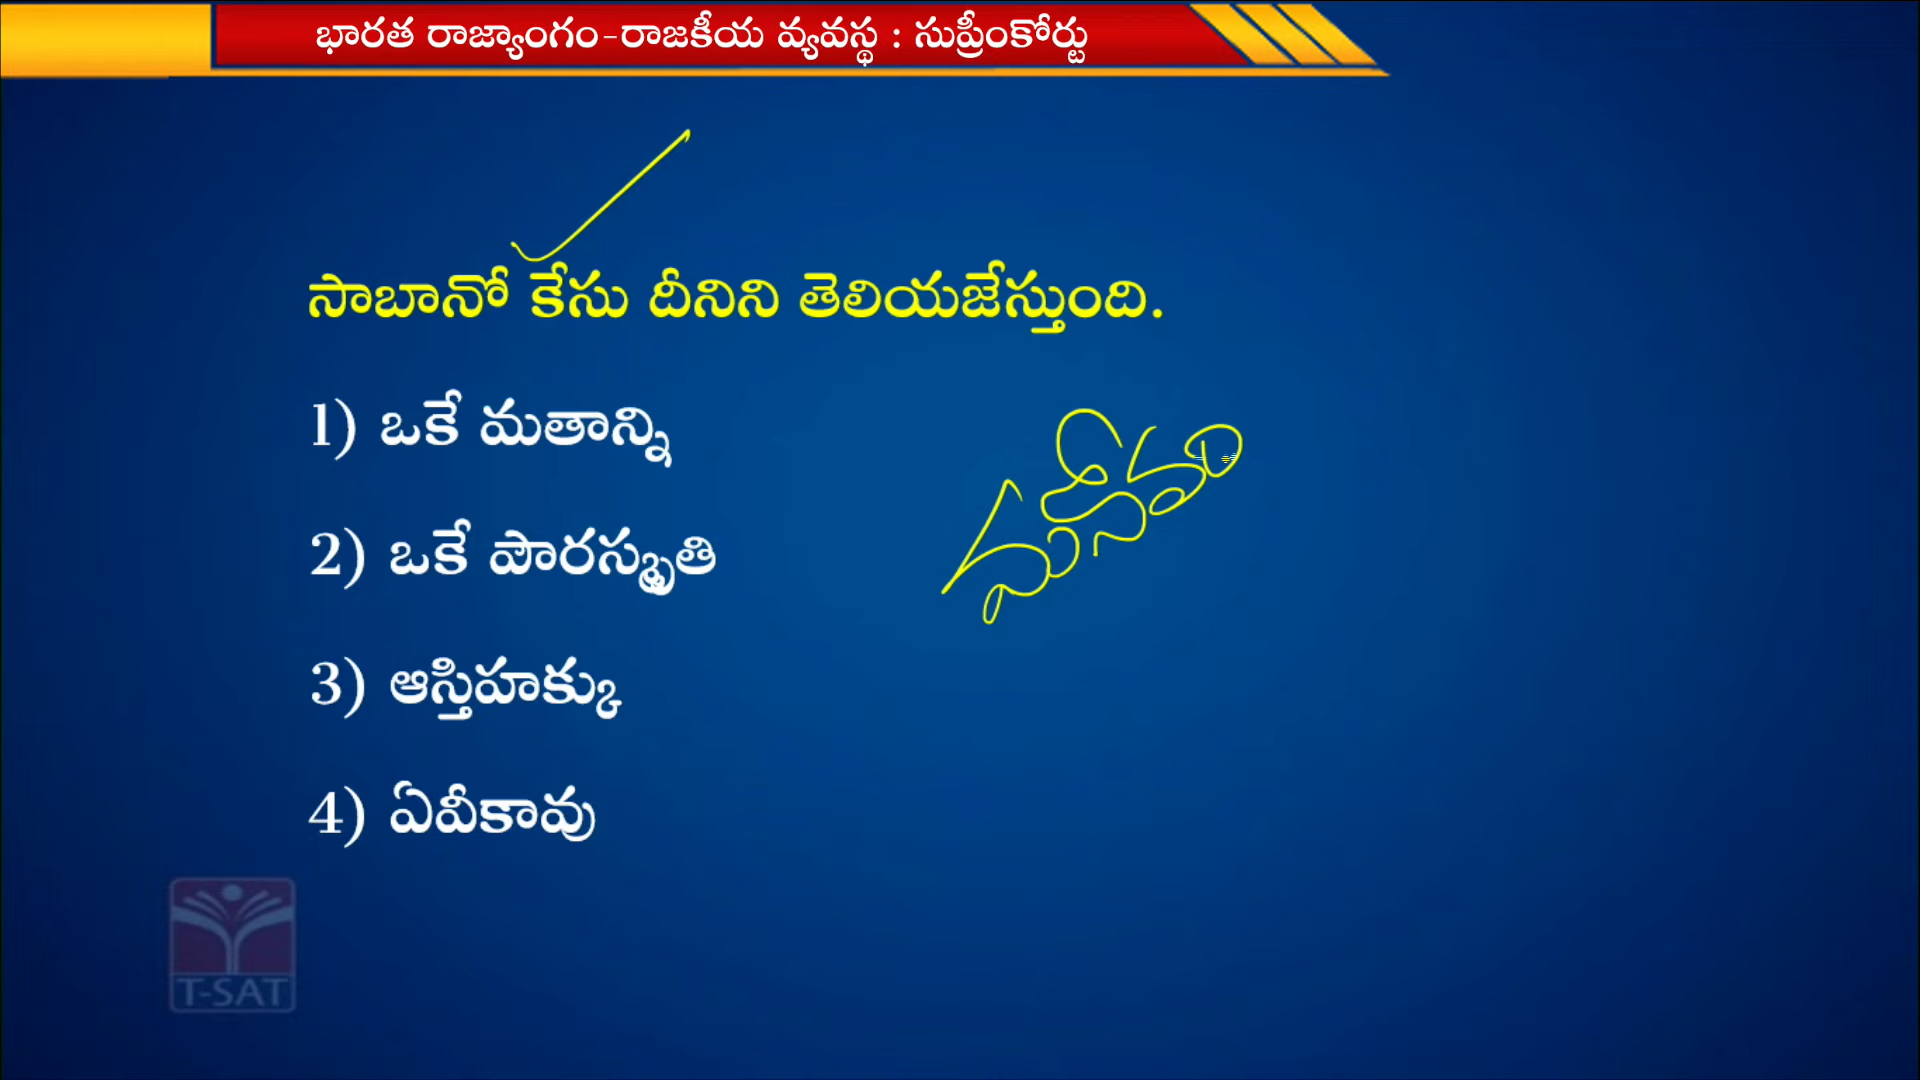 భారత రాజ్యాంగం-రాజకీయ వ్యవస్థ : సుప్రీంకోర్టు
సాబానో కేసు దీనిని తెలియజేస్తుంది.
1) ఒకే మతాన్ని
2) ఒకే పౌరస్మృతి
3) ఆస్తిహక్కు
4) ఏవీకావు
T-SAT